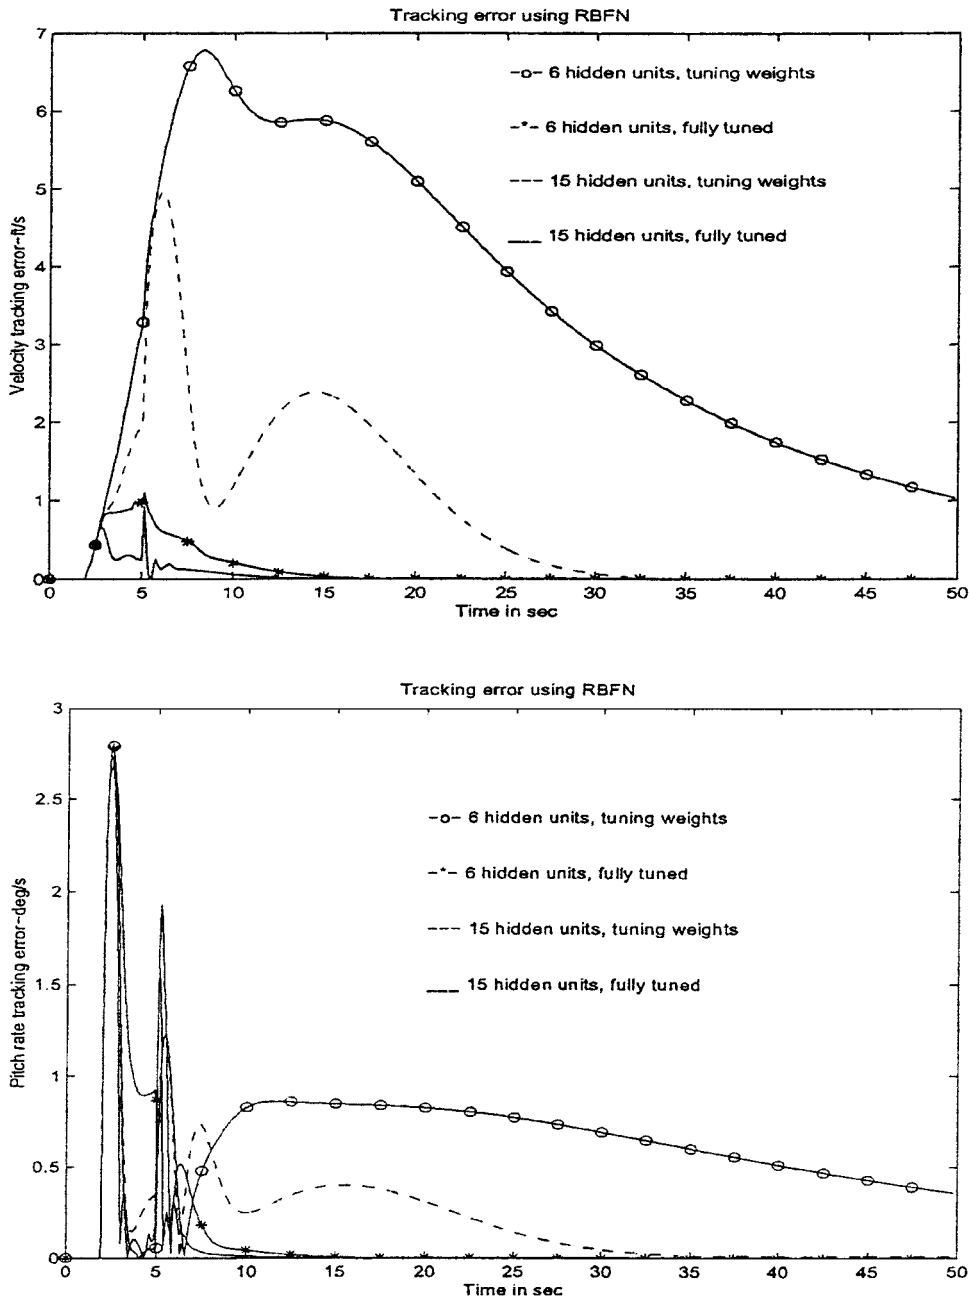 Tracking error using RBFN
7
6
5
4
3
2
1
0
Velocity tracking error-ft/s
-o- 6 hidden units, tuning weights
-*- 6 hidden units, fully tuned
--- 15 hidden units, tuning weights
___ 15 hidden units, fully tuned
0 5 10 15 20 25 30 35 40 45 50
Time in sec
Tracking error using RBFN
3
2.5
2
1.5
1
0.5
0
Pitch rate tracking error-deg/s
-o- 6 hidden units, tuning weights
-*- 6 hidden units, fully tuned
--- 15 hidden units, tuning weights
___ 15 hidden units, fully tuned
0 5 10 15 20 25 30 35 40 45 50
Time in sec